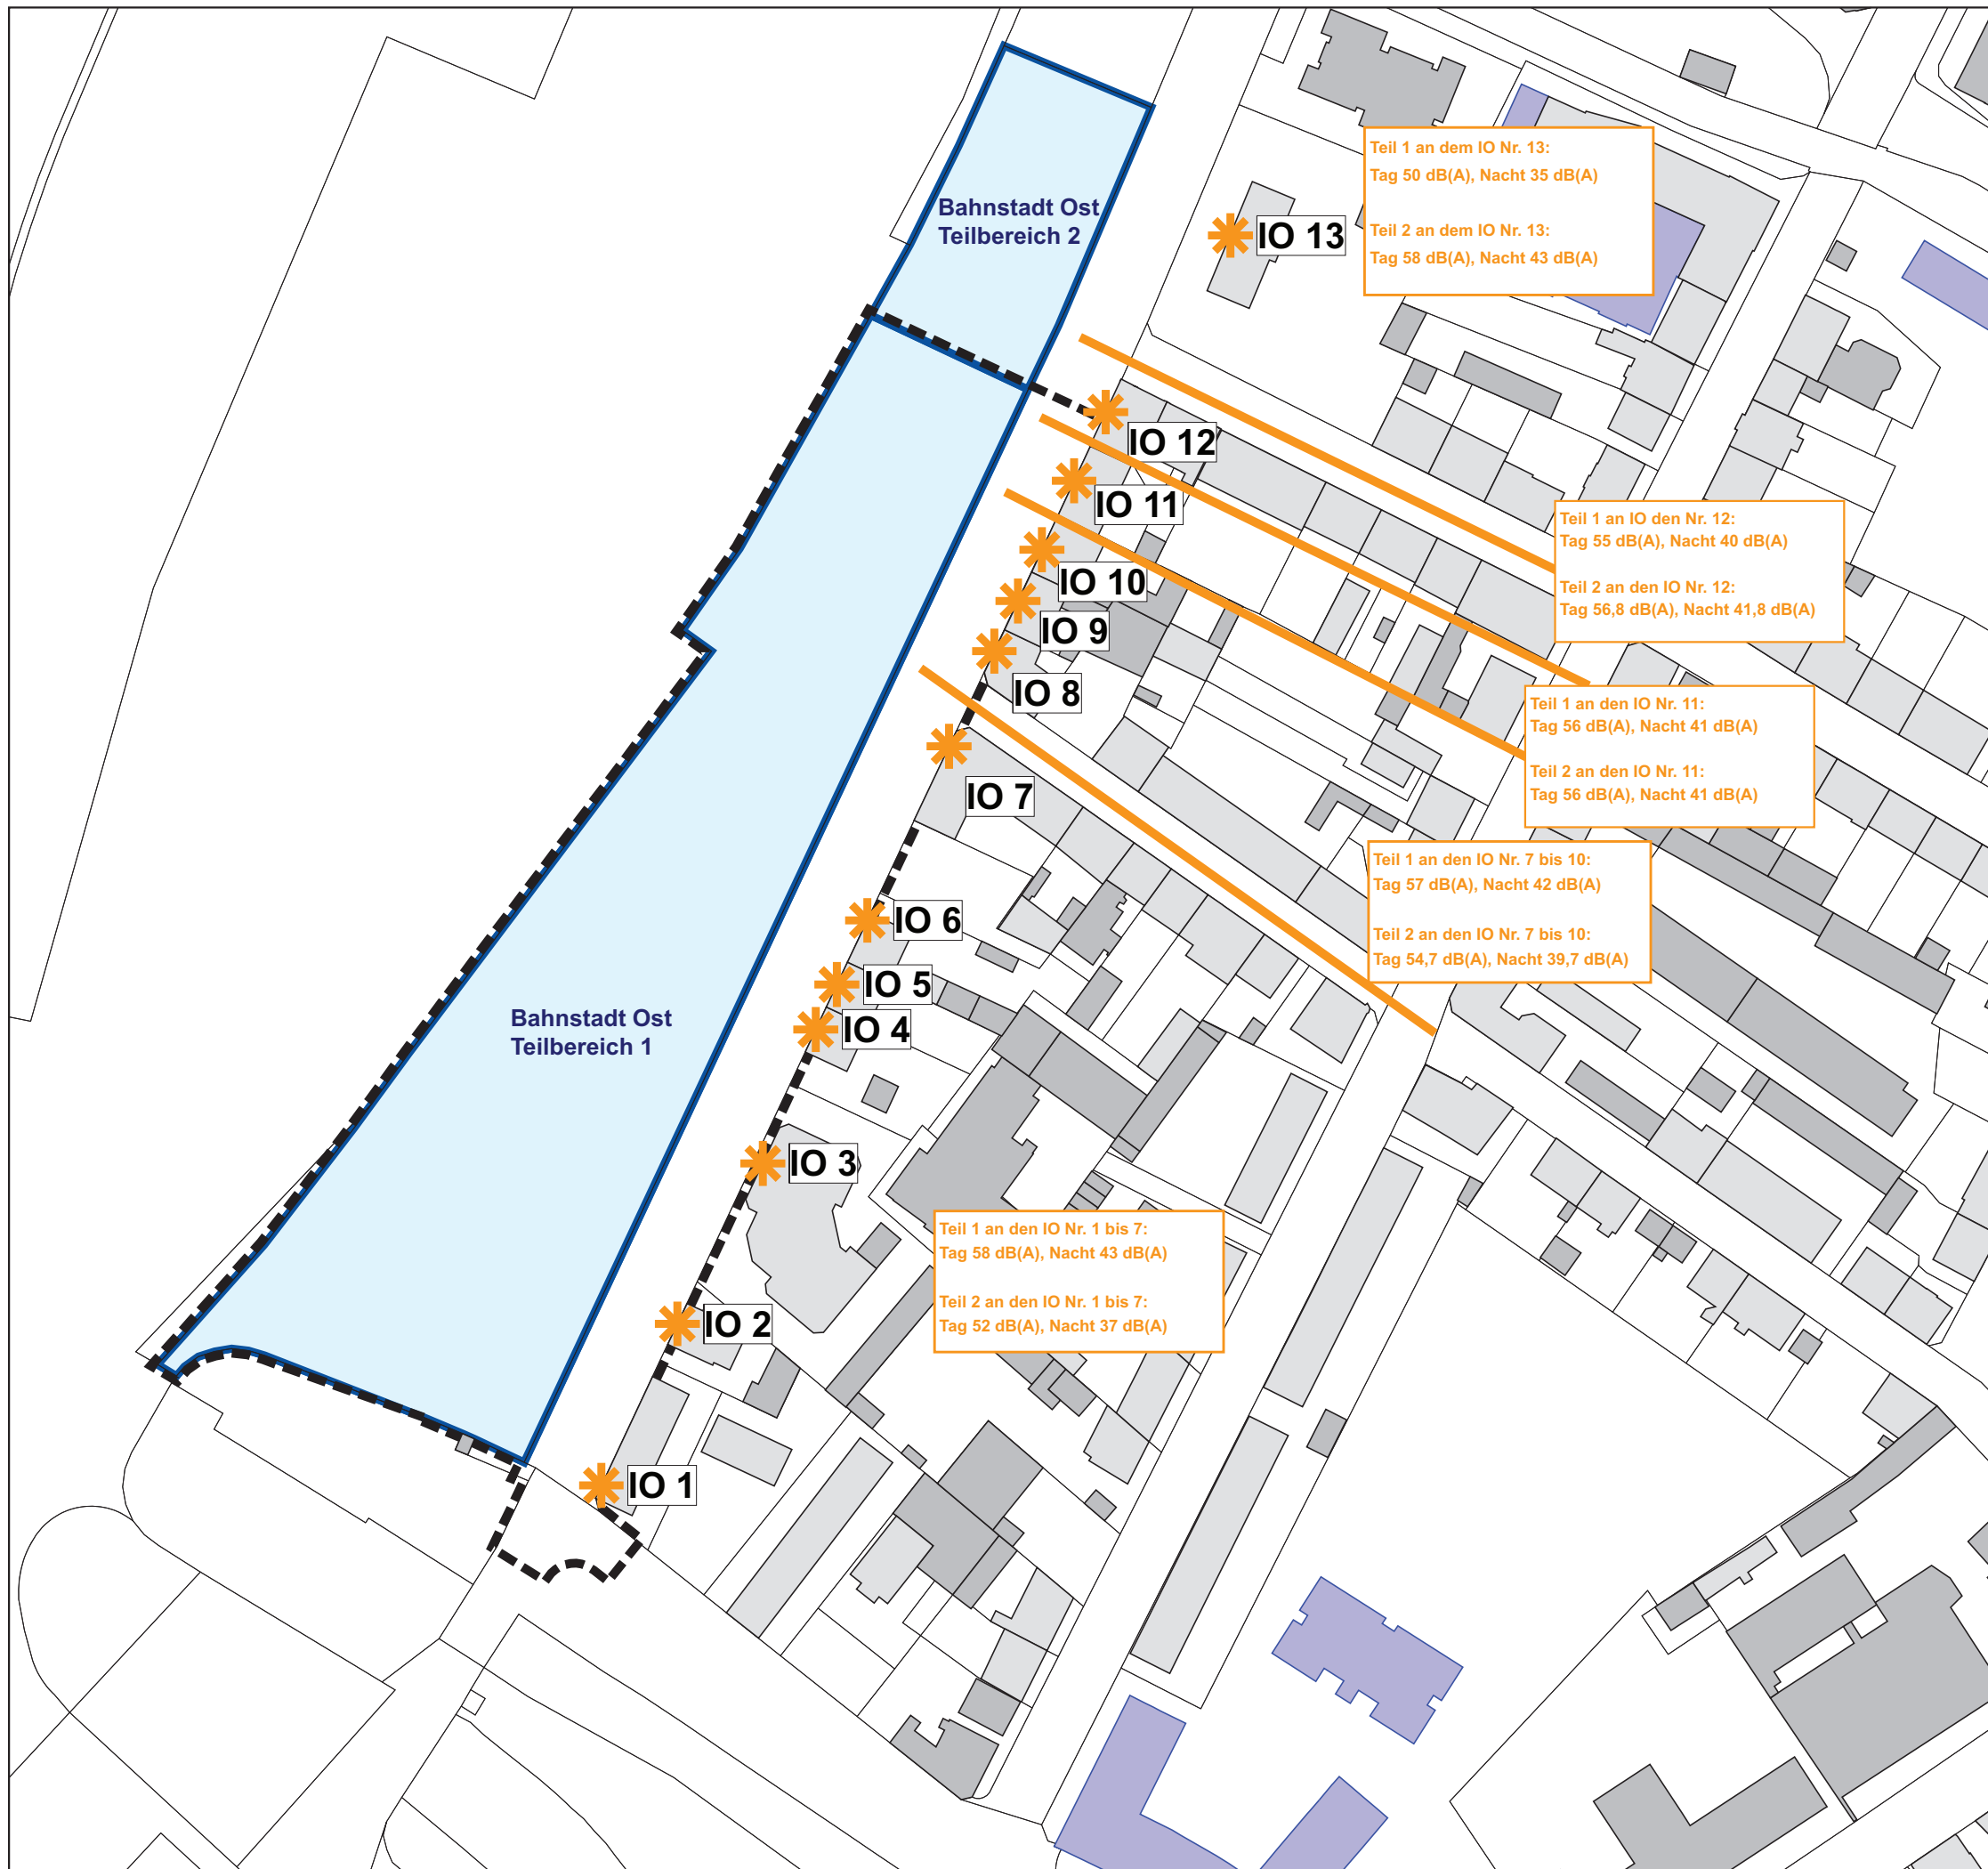 Teil 1 an dem IO Nr. 13:
Tag 50 dB(A), Nacht 35 dB(A)
Teil 2 an dem IO Nr. 13:
Tag 58 dB(A), Nacht 43 dB(A)
Bahnstadt Ost
Teilbereich 2
IO 13
IO 12
IO 11
Teil 1 an IO den Nr. 12:
Tag 55 dB(A), Nacht 40 dB(A)
Teil 2 an den IO Nr. 12:
Tag 56,8 dB(A), Nacht 41,8 dB(A)
IO 10
IO 9
IO 8
Teil 1 an den IO Nr. 11:
Tag 56 dB(A), Nacht 41 dB(A)
Teil 2 an den IO Nr. 11:
Tag 56 dB(A), Nacht 41 dB(A)
IO 7
Teil 1 an den IO Nr. 7 bis 10:
Tag 57 dB(A), Nacht 42 dB(A)
Teil 2 an den IO Nr. 7 bis 10:
Tag 54,7 dB(A), Nacht 39,7 dB(A)
IO 6
IO 5
IO 4
Bahnstadt Ost
Teilbereich 1
IO 3
Teil 1 an den IO Nr. 1 bis 7:
Tag 58 dB(A), Nacht 43 dB(A)
Teil 2 an den IO Nr. 1 bis 7:
Tag 52 dB(A), Nacht 37 dB(A)
IO 2
IO 1